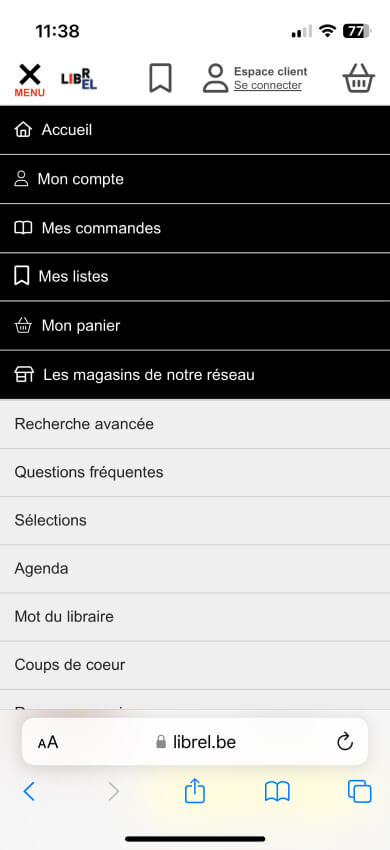 11:38
77
MENU
LIBREL
Espace client
Se connecter
Accueil
Mon compte
Mes commandes
Mes listes
Mon panier
Les magasins de notre réseau
Recherche avancée
Questions fréquentes
Sélections
Agenda
Mot du libraire
Coups de coeur
AA
librel.be